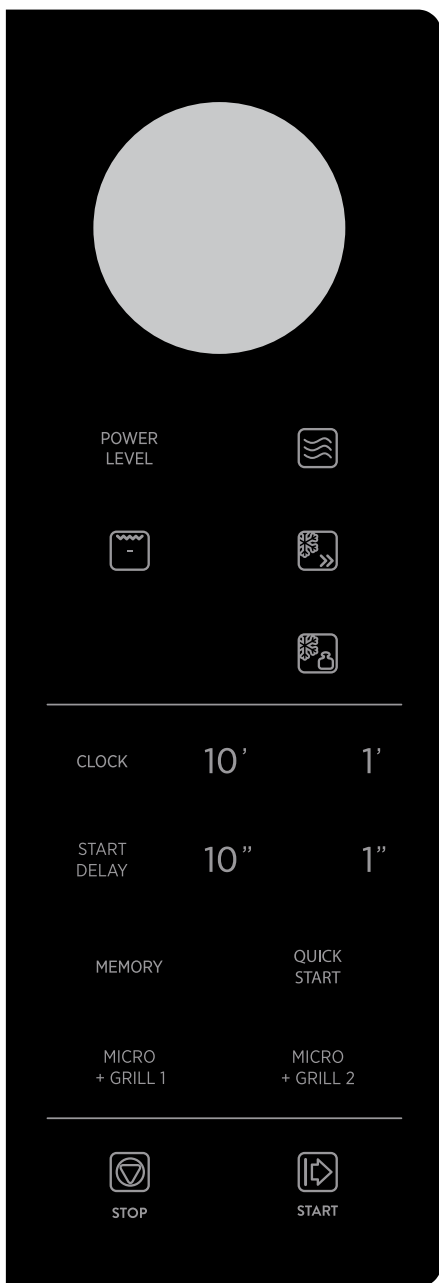 POWER
LEVEL
CLOCK
10’
1’
START
DELAY
10”
1”
MEMORY
QUICK
START
MICRO
+ GRILL 1
MICRO
+ GRILL 2
STOP
START